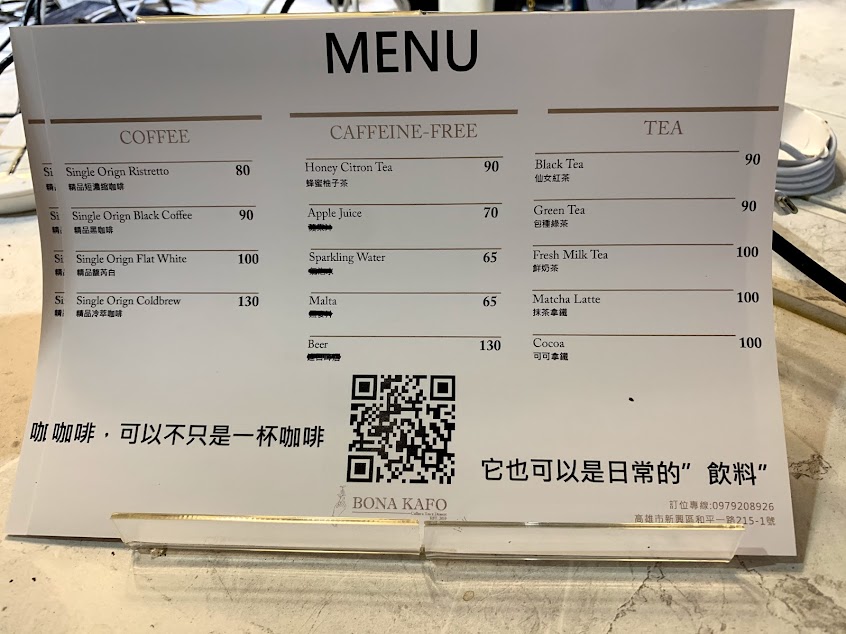 MENU
COFFEE
Si Single Orign Ristretto 80
精品短濃縮咖啡
Si Single Orign Black Coffee 90
精品黑咖啡
Si Single Orign Flat White 100
精品馥芮白
Si Single Orign Coldbrew 130
精品冷萃咖啡
CAFFEINE-FREE
Honey Citron Tea 90
蜂蜜柚子茶
Apple Juice 70
Sparkling Water 65
Malta 65
Beer 130
TEA
Black Tea 90
仙女紅茶
Green Tea 90
包種綠茶
Fresh Milk Tea 100
鮮奶茶
Matcha Latte 100
抹茶拿鐵
Cocoa 100
可可拿鐵
咖 咖啡，可以不只是一杯咖啡
它也可以是日常的”飲料”
BONA KAFO
訂位專線:0979208926
高雄市新興區和平一路215-1號